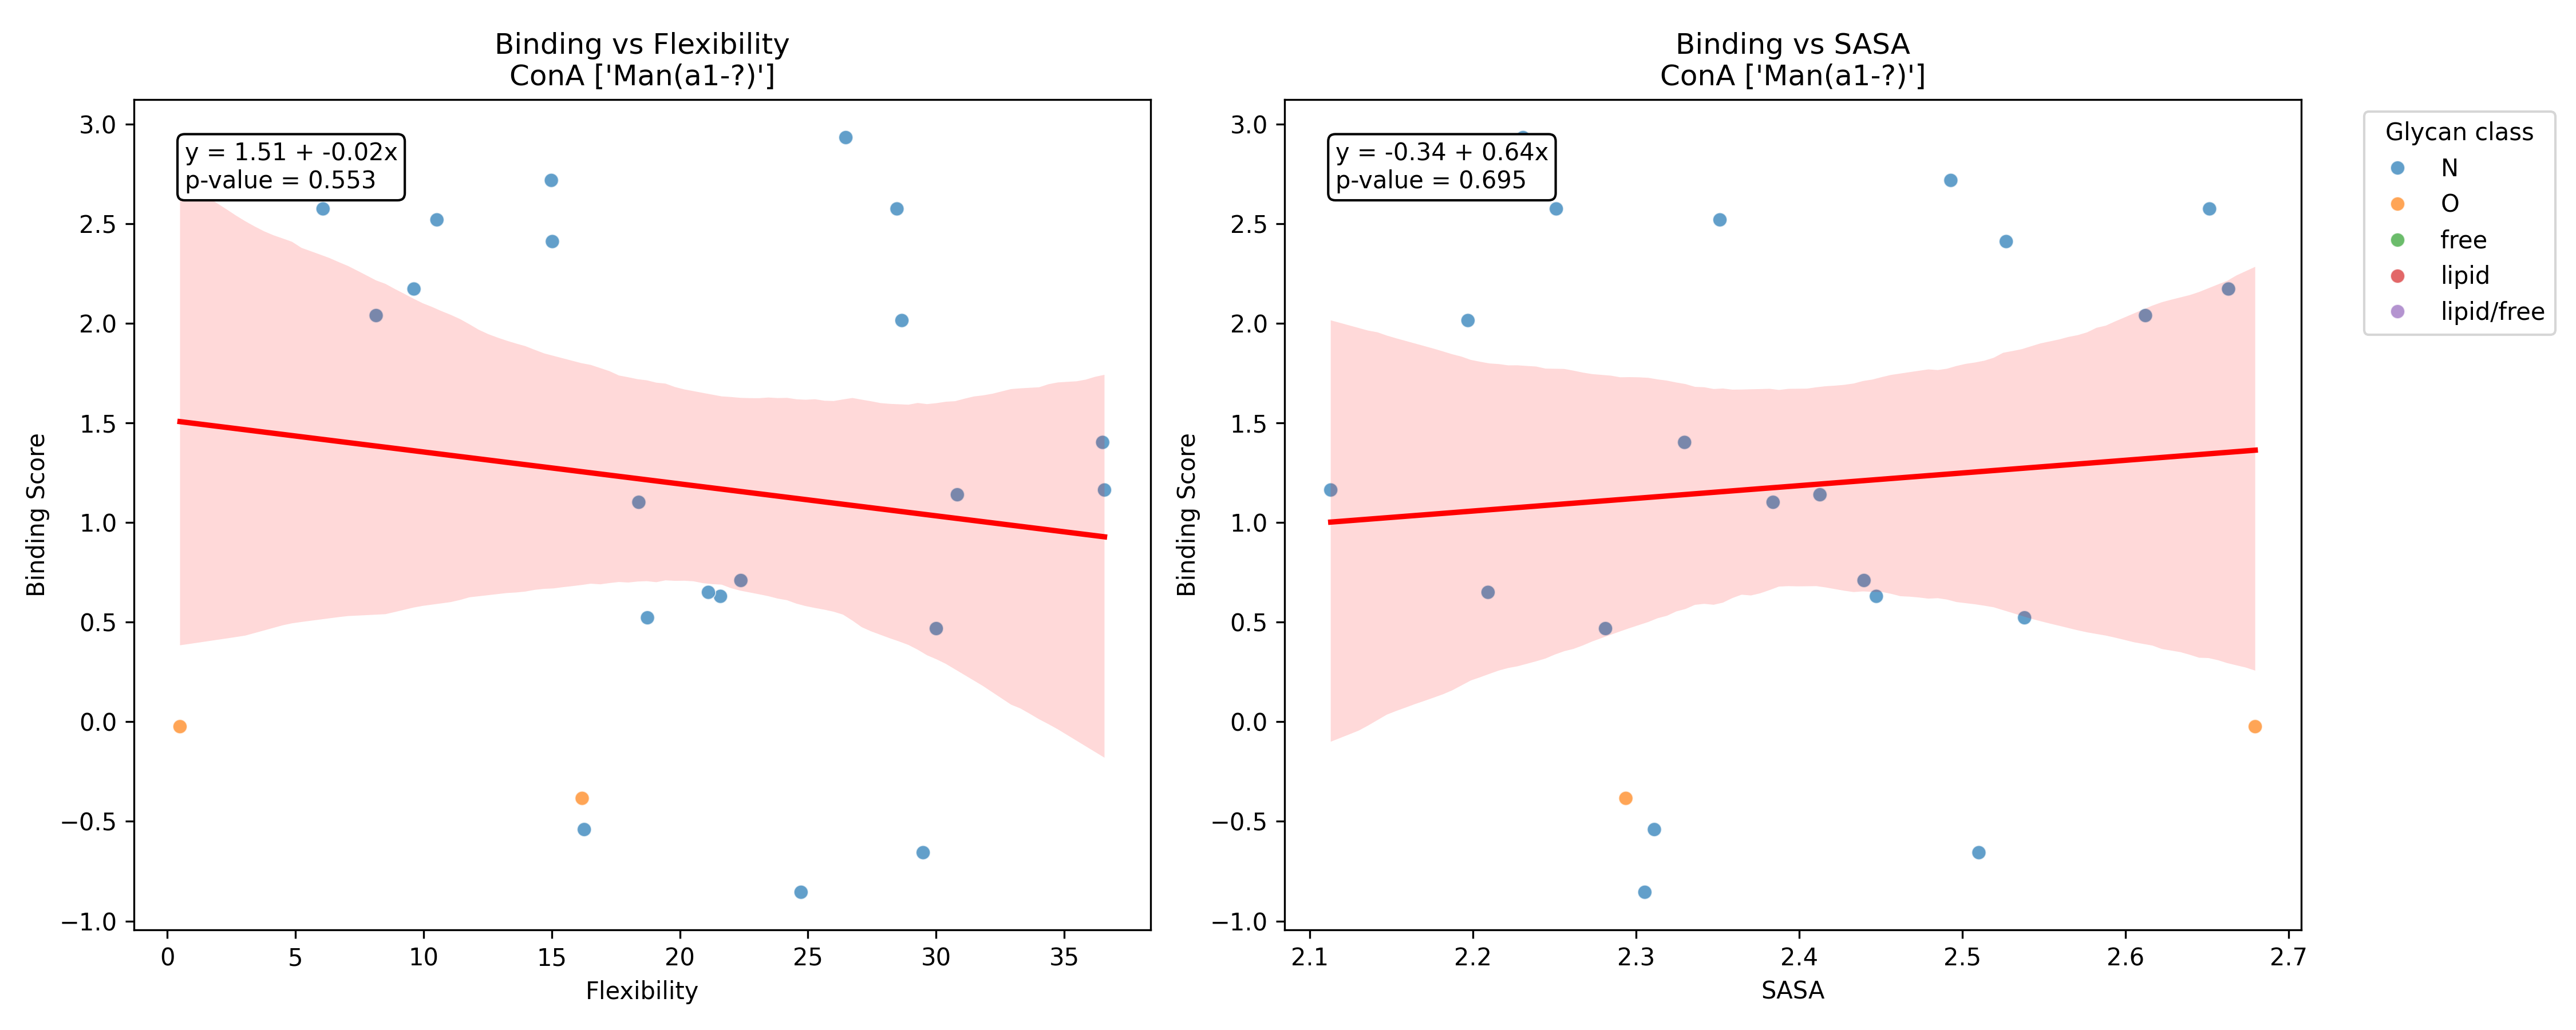 Binding vs Flexibility
ConA ['Man(a1-?)']
y = 1.51 + -0.02x
p-value = 0.553
3.0
2.5
2.0
1.5
1.0
0.5
0.0
−0.5
−1.0
Binding Score
0 5 10 15 20 25 30 35
Flexibility
Binding vs SASA
ConA ['Man(a1-?)']
y = -0.34 + 0.64x
p-value = 0.695
3.0
2.5
2.0
1.5
1.0
0.5
0.0
−0.5
−1.0
Binding Score
2.1 2.2 2.3 2.4 2.5 2.6 2.7
SASA
Glycan class
N
O
free
lipid
lipid/free